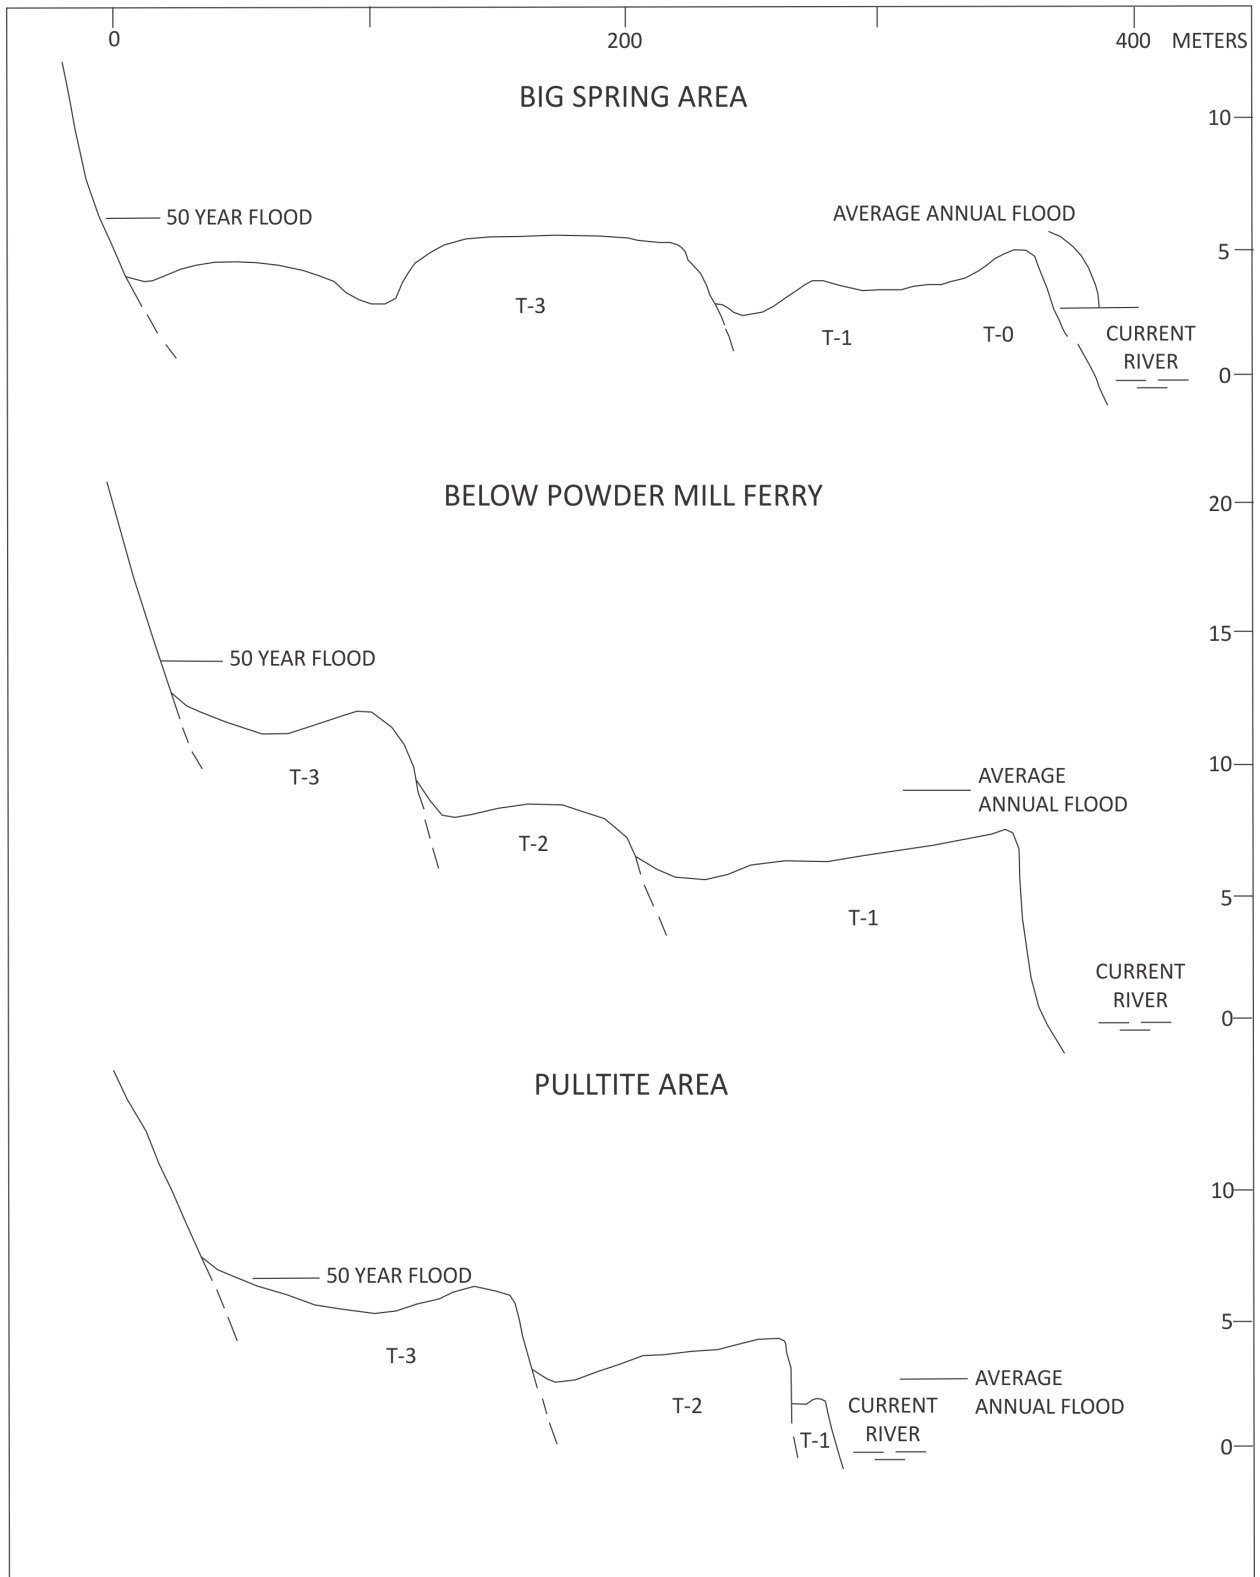 0
200
400 METERS
BIG SPRING AREA
10
50 YEAR FLOOD
AVERAGE ANNUAL FLOOD
5
T-3
T-1
T-0
CURRENT
RIVER
0
BELOW POWDER MILL FERRY
20
15
50 YEAR FLOOD
10
AVERAGE
ANNUAL FLOOD
T-3
T-2
5
T-1
CURRENT
RIVER
0
PULLTITE AREA
10
50 YEAR FLOOD
5
T-3
AVERAGE
ANNUAL FLOOD
T-2
CURRENT
RIVER
T-1
0